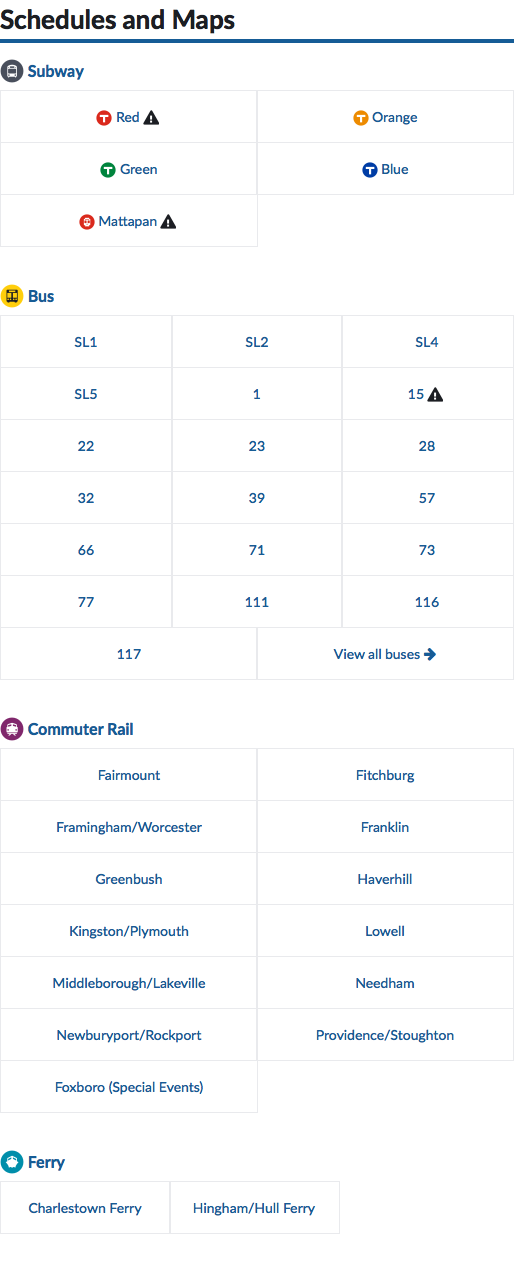 Schedules and Maps
Subway
T Red T Orange
T Green T Blue
Mattapan
Bus
SL1 SL2 SL4
SL5 1 15
22 23 28
32 39 57
66 71 73
77 111 116
117 View all buses
Commuter Rail
Fairmount Fitchburg
Framingham/Worcester Franklin
Greenbush Haverhill
Kingston/Plymouth Lowell
Middleborough/Lakeville Needham
Newburyport/Rockport Providence/Stoughton
Foxboro (Special Events)
Ferry
Charlestown Ferry Hingham/Hull Ferry